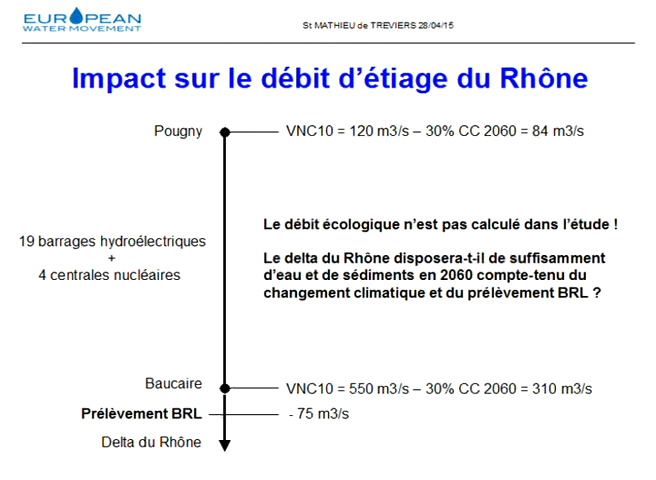 EUROPEAN
WATER MOVEMENT
St MATHIEU de TREVIERS 28/04/15
Impact sur le débit d’étiage du Rhône
Pougny
VNC10 = 120 m3/s – 30% CC 2060 = 84 m3/s
19 barrages hydroélectriques
+
4 centrales nucléaires
Le débit écologique n’est pas calculé dans l’étude !
Le delta du Rhône disposera-t-il de suffisamment
d’eau et de sédiments en 2060 compte-tenu du
changement climatique et du prélèvement BRL ?
Baucaire
VNC10 = 550 m3/s – 30% CC 2060 = 310 m3/s
Prélèvement BRL
- 75 m3/s
Delta du Rhône